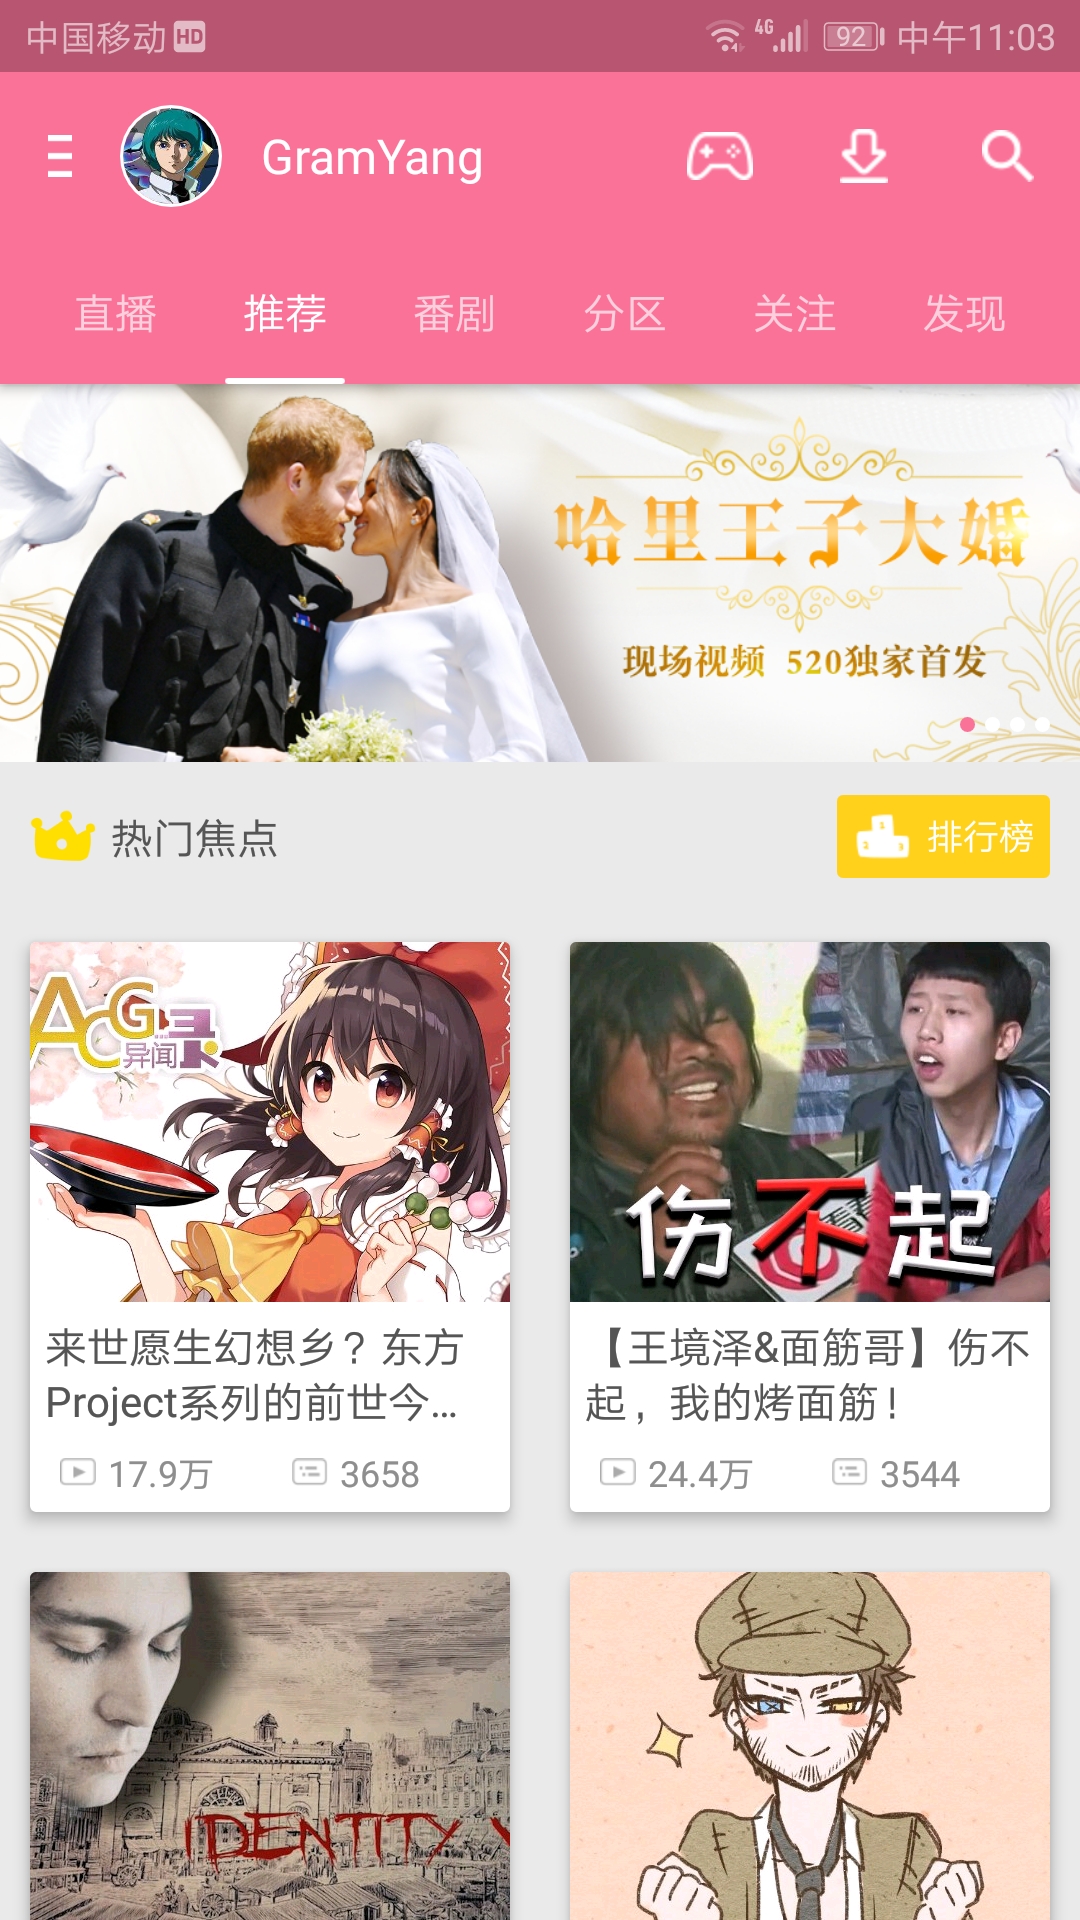 中国移动 HD 4G 92 中午11:03
GramYang
直播 推荐 番剧 分区 关注 发现
哈里王子大婚
现场视频 520独家首发
热门焦点
排行榜
ACG
异闻录
伤不起
来世愿生幻想乡？东方
Project系列的前世今...
17.9万 3658
【王境泽&面筋哥】伤不
起，我的烤面筋！
24.4万 3544
IDENTITY V